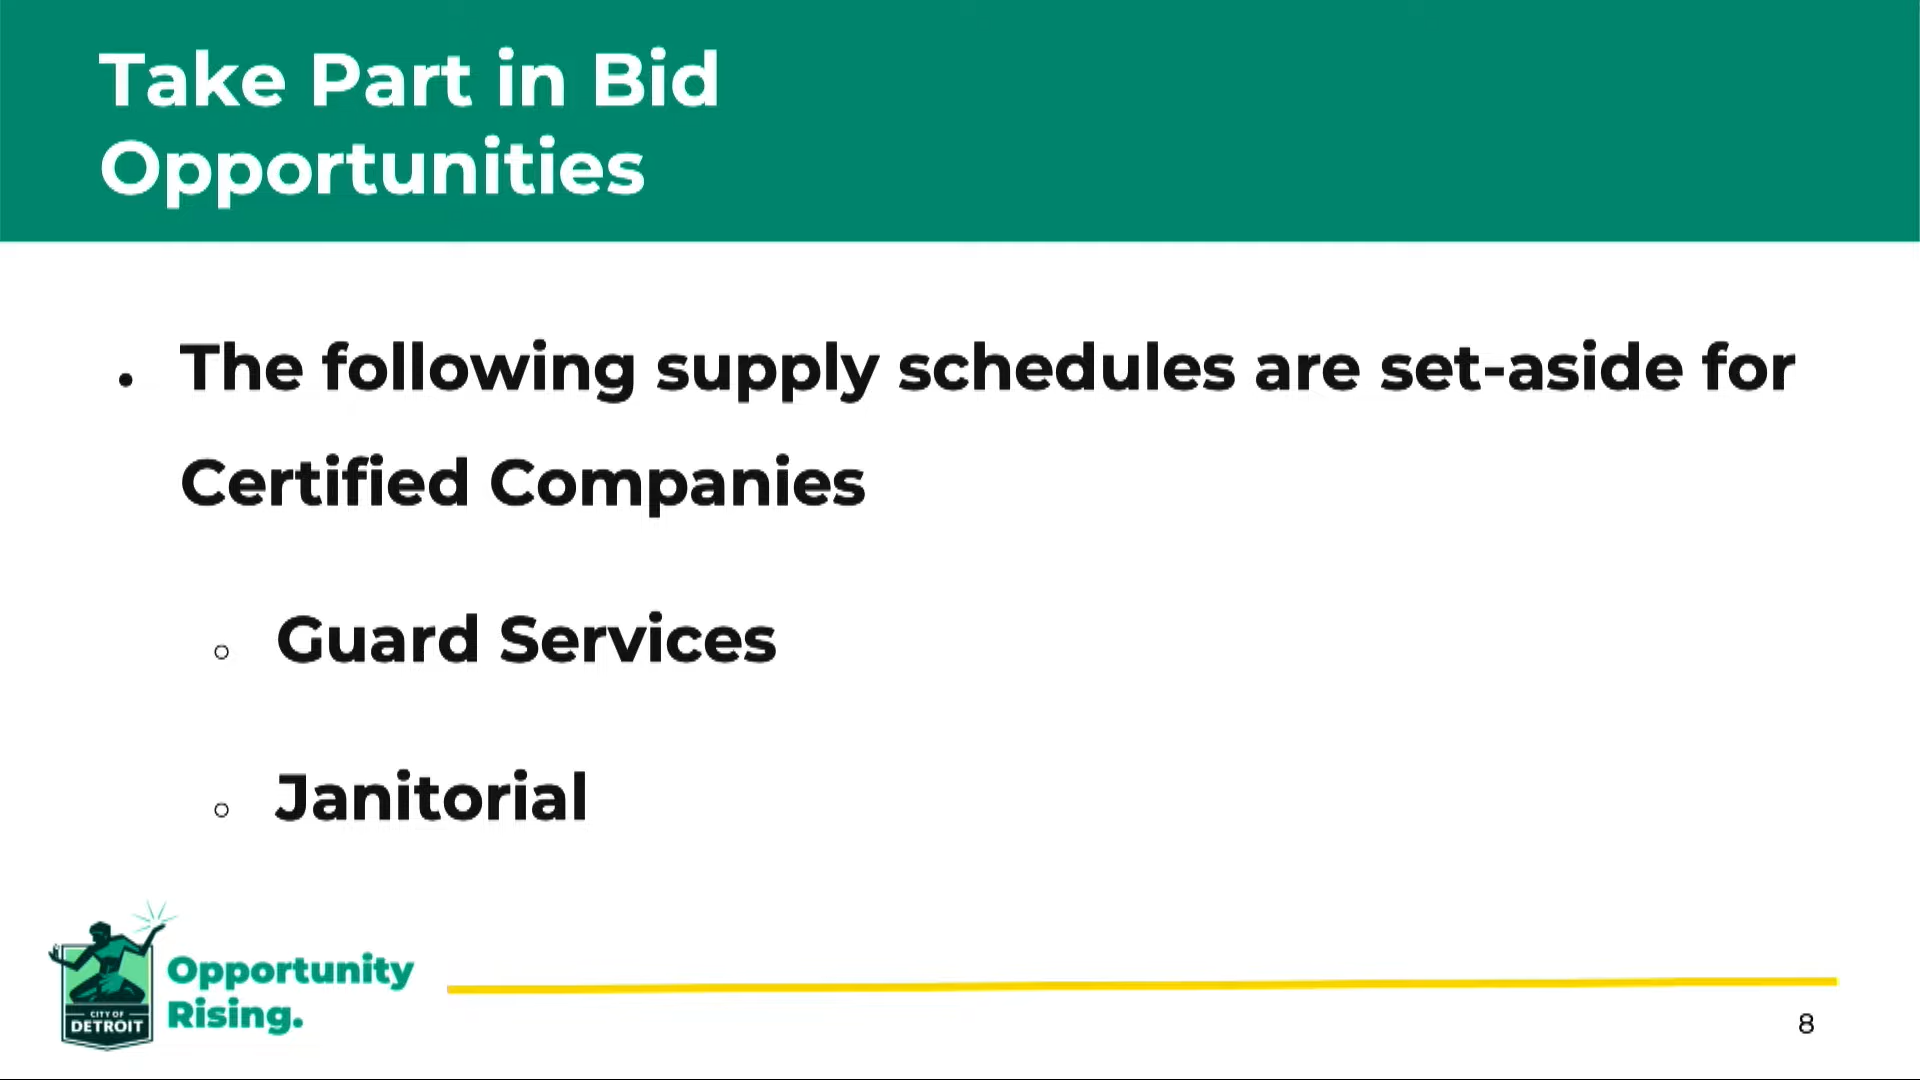 Take Part in Bid
Opportunities
• The following supply schedules are set-aside for
Certified Companies
○ Guard Services
○ Janitorial
Opportunity
Rising.
CITY OF
DETROIT
8